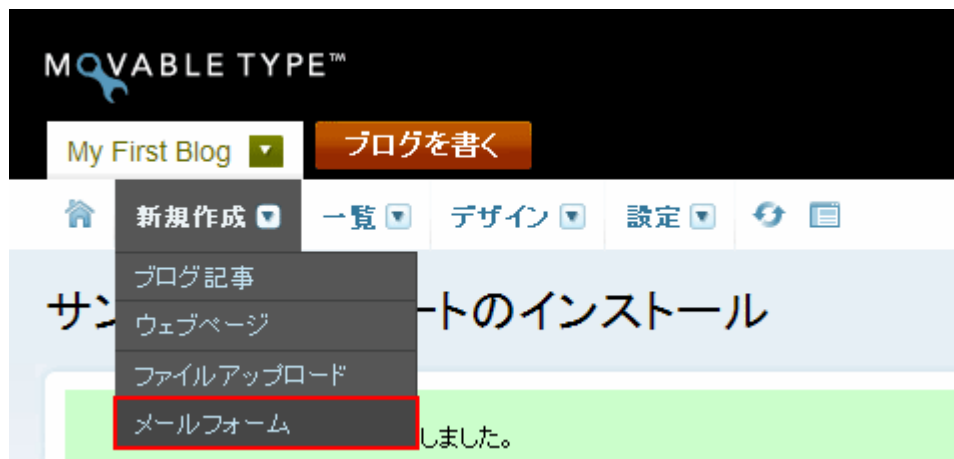 MOVABLE TYPE™
My First Blog
ブログを書く
新規作成 一覧 デザイン 設定
ブログ記事
サン ートのインストール
ウェブページ
ファイルアップロード
メールフォーム
しました。